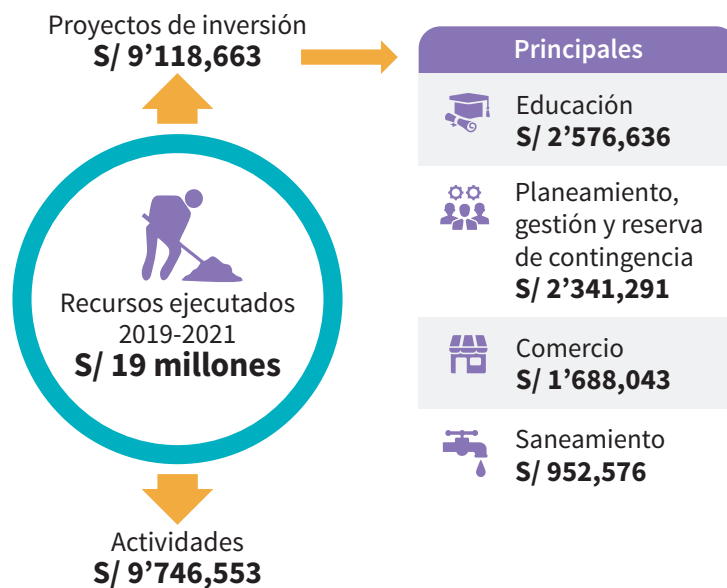 Proyectos de inversión
S/ 9’118,663
Recursos ejecutados
2019-2021
S/ 19 millones
Actividades
S/ 9’746,553
Principales
Educación
S/ 2’576,636
Planeamiento,
gestión y reserva
de contingencia
S/ 2’341,291
Comercio
S/ 1’688,043
Saneamiento
S/ 952,576